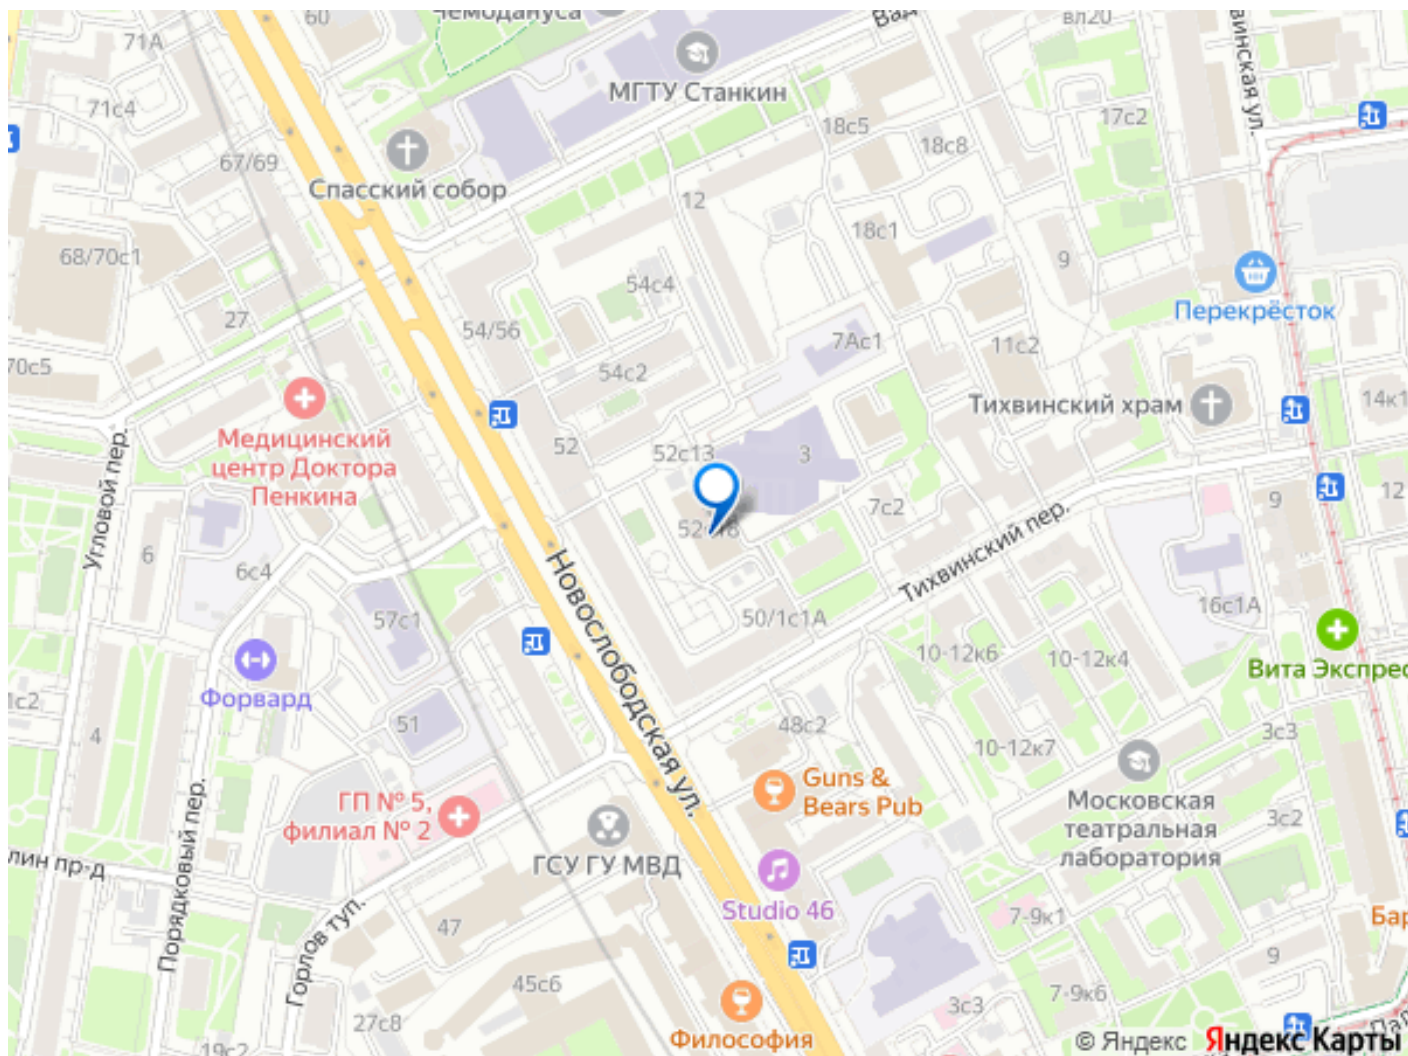 60
Чемодануса
Вад
вл20
Тихвинская ул.
71А
71с4
МГТУ Станкин
18с5
17с2
18с8
67/69
Спасский собор
12
18с1
9
68/70с1
54с4
Перекрёсток
27
54/56
7Ас1
11с2
70с5
54с2
Тихвинский храм
14к1
Медицинский
центр Доктора
Пенкина
52
52с13
3
Угловой пер.
7с2
9
12
6
6с4
Тихвинский пер.
Новослободская ул.
57с1
50/1с1А
16с1А
10-12к6
10-12к4
Вита Экспрес
Форвард
1с2
4
51
48с2
10-12к7
3с3
Guns &
Bears Pub
Московская
театральная
лаборатория
ГП № 5,
филиал № 2
3с2
ГСУ ГУ МВД
лин пр-д
Порядковый пер.
Studio 46
Горлов туп.
47
7-9к1
Бар
45с6
9
7-9к6
3с3
27с8
19с2
Философия
© Яндекс Яндекс Карты